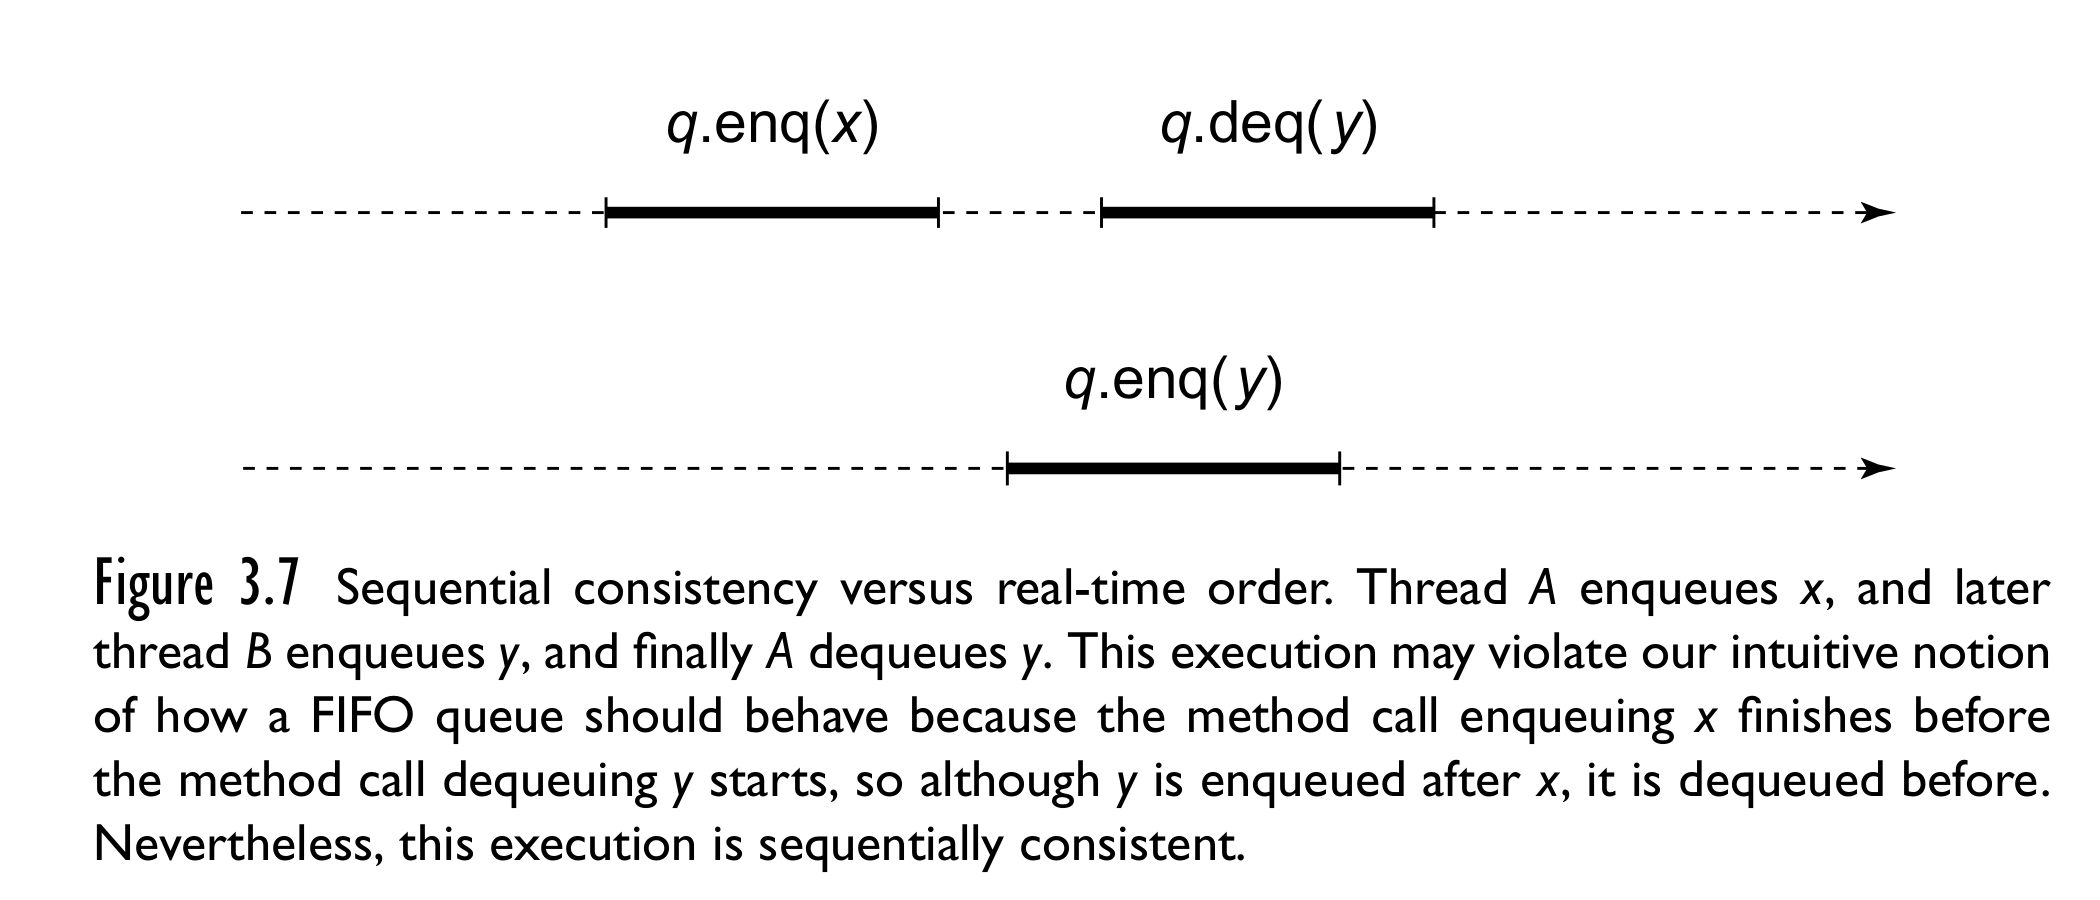 q.enq(x) q.deq(y)
q.enq(y)
Figure 3.7 Sequential consistency versus real-time order. Thread A enqueues x, and later
thread B enqueues y, and finally A dequeues y. This execution may violate our intuitive notion
of how a FIFO queue should behave because the method call enqueuing x finishes before
the method call dequeuing y starts, so although y is enqueued after x, it is dequeued before.
Nevertheless, this execution is sequentially consistent.